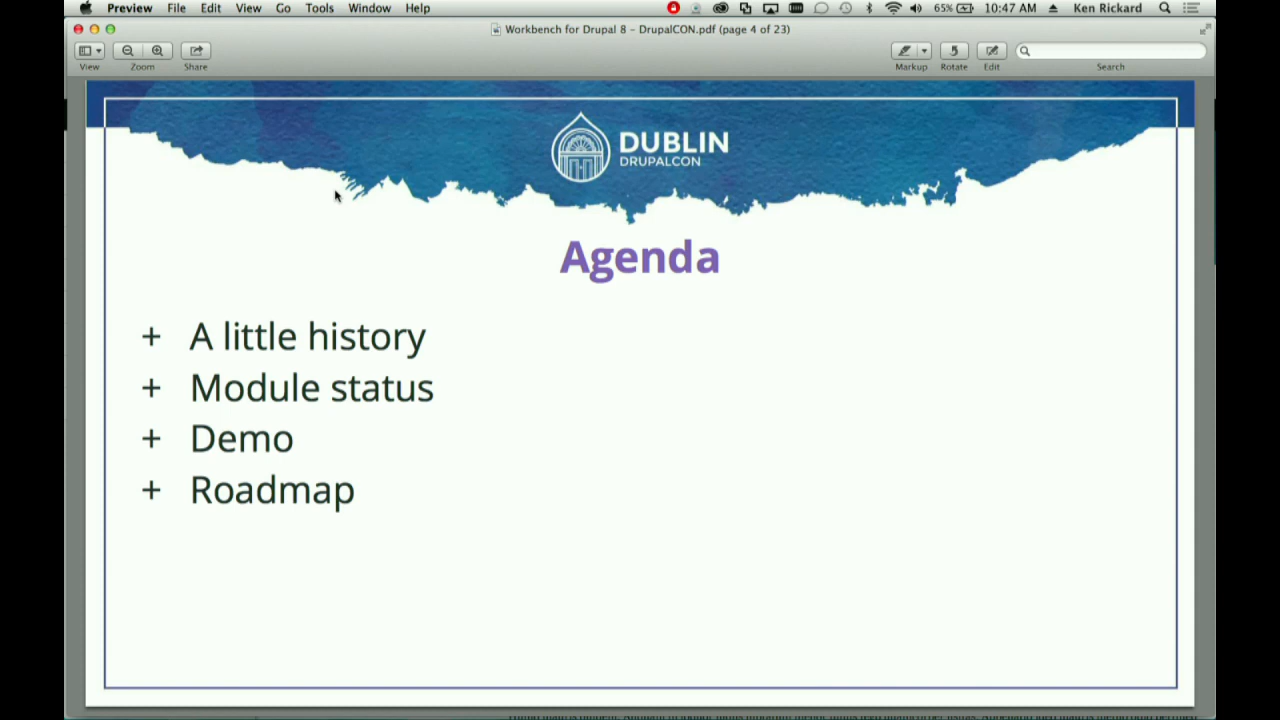 Preview File Edit View Go Tools Window Help 65% 10:47 AM Ken Rickard
Workbench for Drupal 8 – DrupalCON.pdf (page 4 of 23)
View Zoom Share Markup Rotate Edit Search
DUBLIN
DRUPALCON
Agenda
+ A little history
+ Module status
+ Demo
+ Roadmap